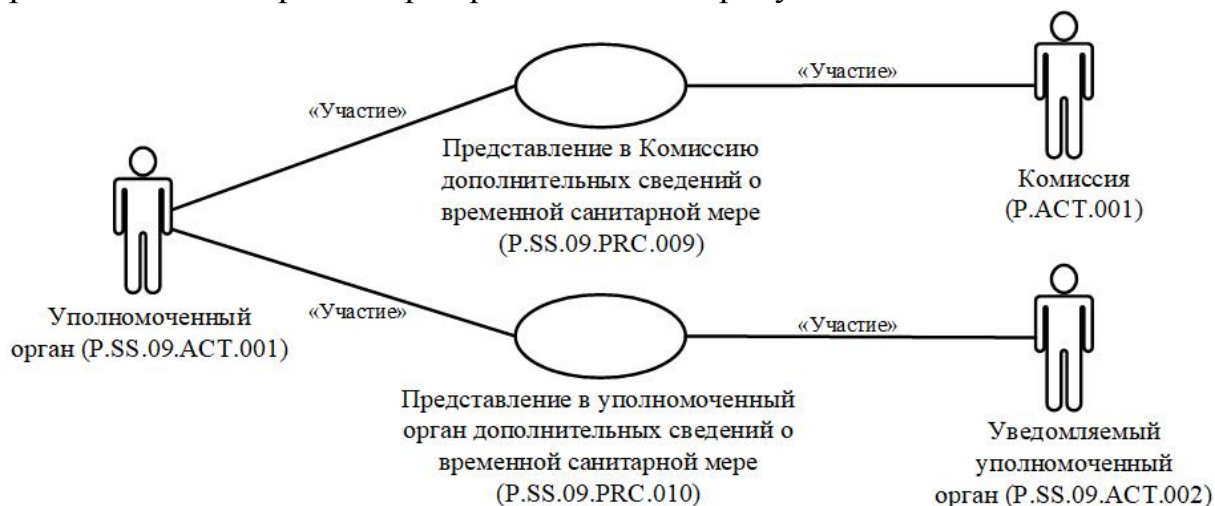 «Участие»
«Участие»
Представление в Комиссию
дополнительных сведений о
временной санитарной мере
(P.SS.09.PRC.009)
Комиссия
(P.ACT.001)
Уполномоченный
орган (P.SS.09.ACT.001)
«Участие»
«Участие»
Представление в уполномоченный
орган дополнительных сведений о
временной санитарной мере
(P.SS.09.PRC.010)
Уведомляемый
уполномоченный
орган (P.SS.09.ACT.002)